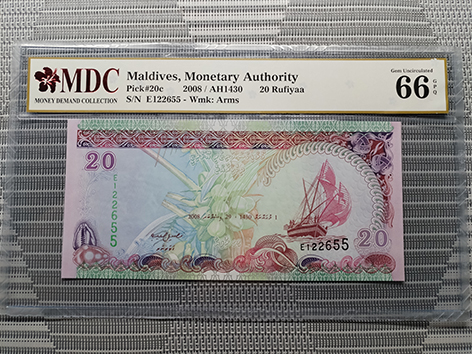 MDC
MONEY DEMAND COLLECTION
Maldives, Monetary Authority
Pick#20c 2008 / AH1430 20 Rufiyaa
S/N E122655 - Wmk: Arms
Gem Uncirculated
66 GPQ
20
E122655
E122655
20